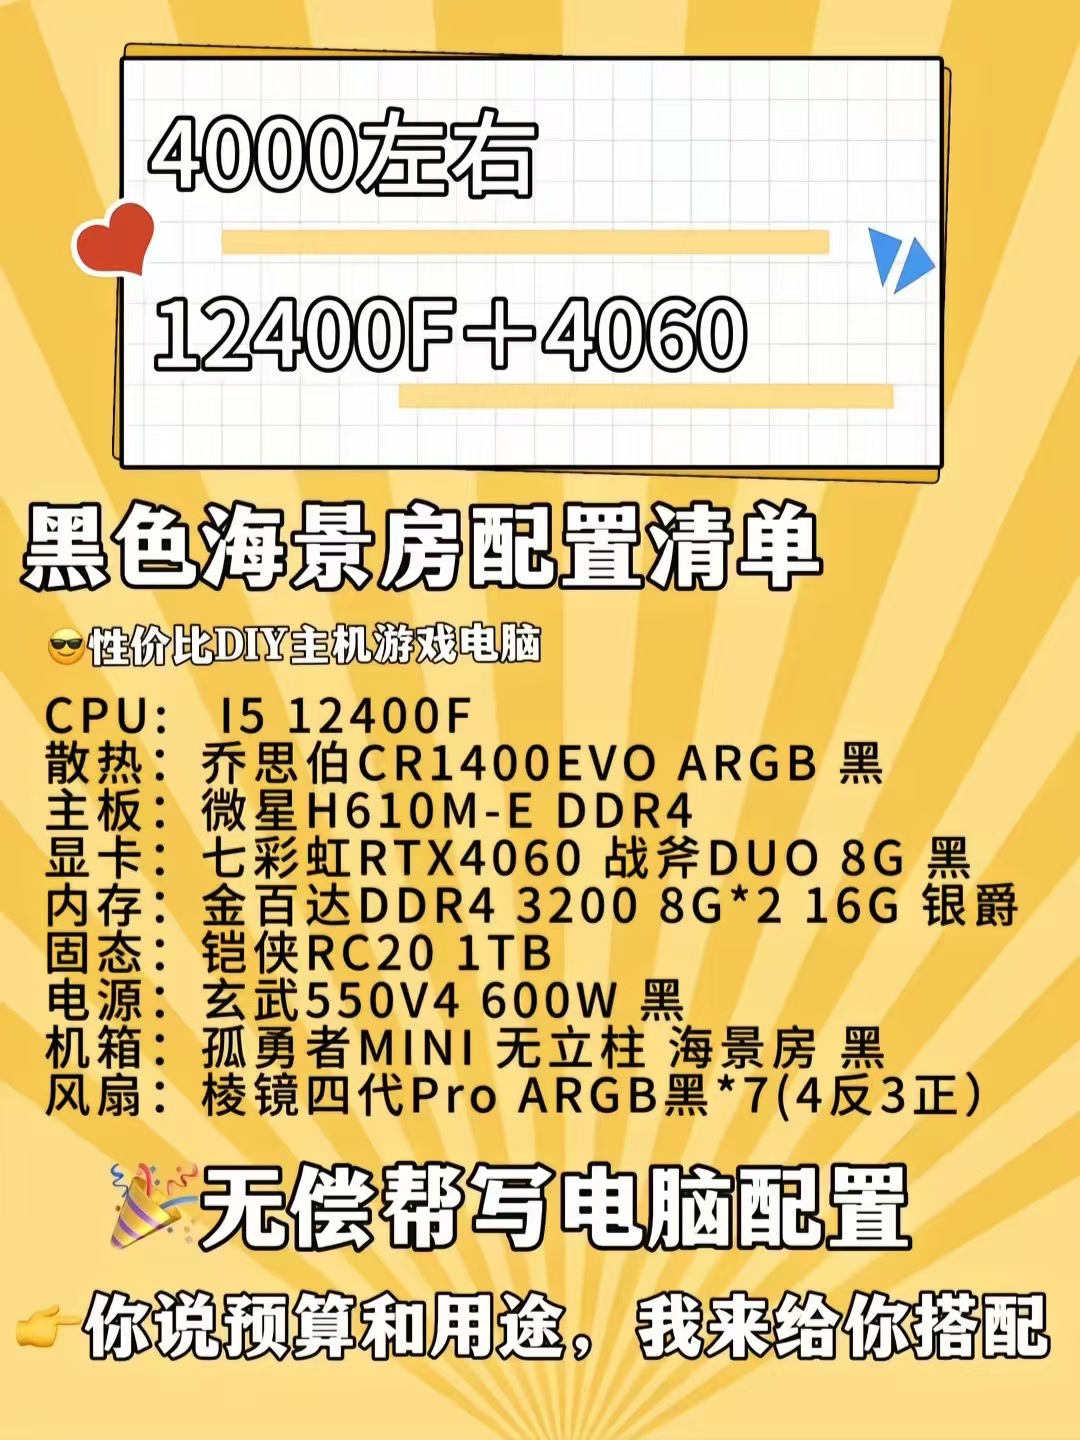 4000左右
12400F+4060
黑色海景房配置清单
😎性价比DIY主机游戏电脑
CPU: I5 12400F
散热：乔思伯CR1400EVO ARGB 黑
主板：微星H610M-E DDR4
显卡：七彩虹RTX4060 战斧DUO 8G 黑
内存：金百达DDR4 3200 8G*2 16G 银爵
固态：铠侠RC20 1TB
电源：玄武550V4 600W 黑
机箱：孤勇者MINI 无立柱 海景房 黑
风扇：棱镜四代Pro ARGB黑*7(4反3正）
🎉无偿帮写电脑配置
👉你说预算和用途，我来给你搭配